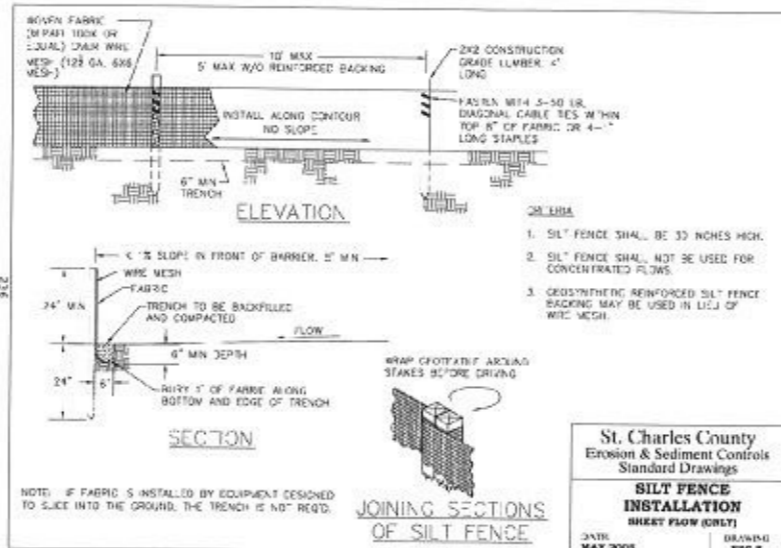 WOVEN FABRIC
(MIRAFI 100X OR
EQUAL) OVER WIRE
MESH (12½ GA. 6X6
MESH)
10' MAX
5' MAX W/O REINFORCED BACKING
2X2 CONSTRUCTION
GRADE LUMBER, 4'
LONG
FASTEN WITH 3-50 LB.
DIAGONAL CABLE TIES WITHIN
TOP 8" OF FABRIC OR 4-1"
LONG STAPLES
INSTALL ALONG CONTOUR
NO SLOPE
6" MIN
TRENCH
ELEVATION
CRITERIA
1. SILT FENCE SHALL BE 30 INCHES HIGH.
2. SILT FENCE SHALL NOT BE USED FOR
CONCENTRATED FLOWS.
3. GEOSYNTHETIC REINFORCED SILT FENCE
BACKING MAY BE USED IN LIEU OF
WIRE MESH.
236
< 1% SLOPE IN FRONT OF BARRIER, MIN
WIRE MESH
FABRIC
24" MIN
TRENCH TO BE BACKFILLED
AND COMPACTED
FLOW
6" MIN DEPTH
24"
6"
BURY OF FABRIC ALONG
BOTTOM AND EDGE OF TRENCH
SECTION
WRAP GEOTEXTILE AROUND
STAKES BEFORE DRIVING
JOINING SECTIONS
OF SILT FENCE
NOTE: IF FABRIC IS INSTALLED BY EQUIPMENT DESIGNED
TO SLICE INTO THE GROUND, THE TRENCH IS NOT REQ'D.
St. Charles County
Erosion & Sediment Controls
Standard Drawings
SILT FENCE
INSTALLATION
SHEET FLOW (ONLY)
DATE
DRAWING
MAY